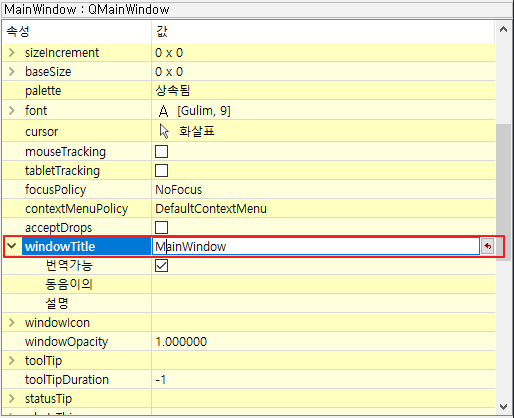 MainWindow : QMainWindow
속성 값
sizeIncrement 0 x 0
baseSize 0 x 0
palette 상속됨
font A [Gulim, 9]
cursor 화살표
mouseTracking
tabletTracking
focusPolicy NoFocus
contextMenuPolicy DefaultContextMenu
acceptDrops
windowTitle MainWindow
번역가능
동음이의
설명
windowIcon
windowOpacity 1.000000
toolTip
toolTipDuration -1
statusTip